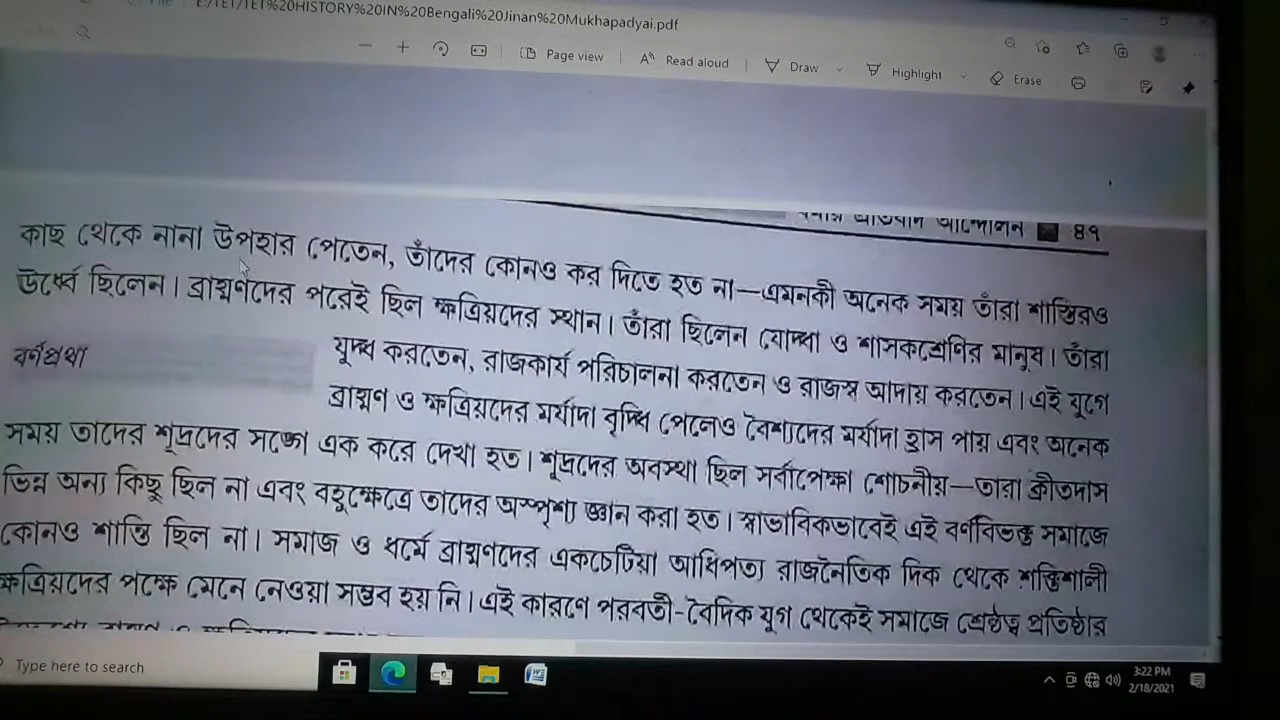 E:/TET/TET%20HISTORY%20IN%20Bengali%20Jinan%20Mukhapadyai.pdf
Page view
Read aloud
Draw
Highlight
Erase
আন্দোলন ■ ৪৭
কাছ থেকে নানা উপহার পেতেন, তাঁদের কোনও কর দিতে হত না—এমনকী অনেক সময় তাঁরা শাস্তিরও
ঊর্ধ্বে ছিলেন। ব্রাহ্মণদের পরেই ছিল ক্ষত্রিয়দের স্থান। তাঁরা ছিলেন যোদ্ধা ও শাসকশ্রেণির মানুষ। তাঁরা
বর্ণপ্রথা
যুদ্ধ করতেন, রাজকার্য পরিচালনা করতেন ও রাজস্ব আদায় করতেন। এই যুগে
ব্রাহ্মণ ও ক্ষত্রিয়দের মর্যাদা বৃদ্ধি পেলেও বৈশ্যদের মর্যাদা হ্রাস পায় এবং অনেক
সময় তাদের শূদ্রদের সঙ্গে এক করে দেখা হত। শূদ্রদের অবস্থা ছিল সর্বাপেক্ষা শোচনীয়—তারা ক্রীতদাস
ভিন্ন অন্য কিছু ছিল না এবং বহুক্ষেত্রে তাদের অস্পৃশ্য জ্ঞান করা হত। স্বাভাবিকভাবেই এই বর্ণবিভক্ত সমাজে
কোনও শান্তি ছিল না। সমাজ ও ধর্মে ব্রাহ্মণদের একচেটিয়া আধিপত্য রাজনৈতিক দিক থেকে শক্তিশালী
ক্ষত্রিয়দের পক্ষে মেনে নেওয়া সম্ভব হয় নি। এই কারণে পরবর্তী-বৈদিক যুগ থেকেই সমাজে শ্রেষ্ঠত্ব প্রতিষ্ঠার
Type here to search
3:22 PM
2/18/2021